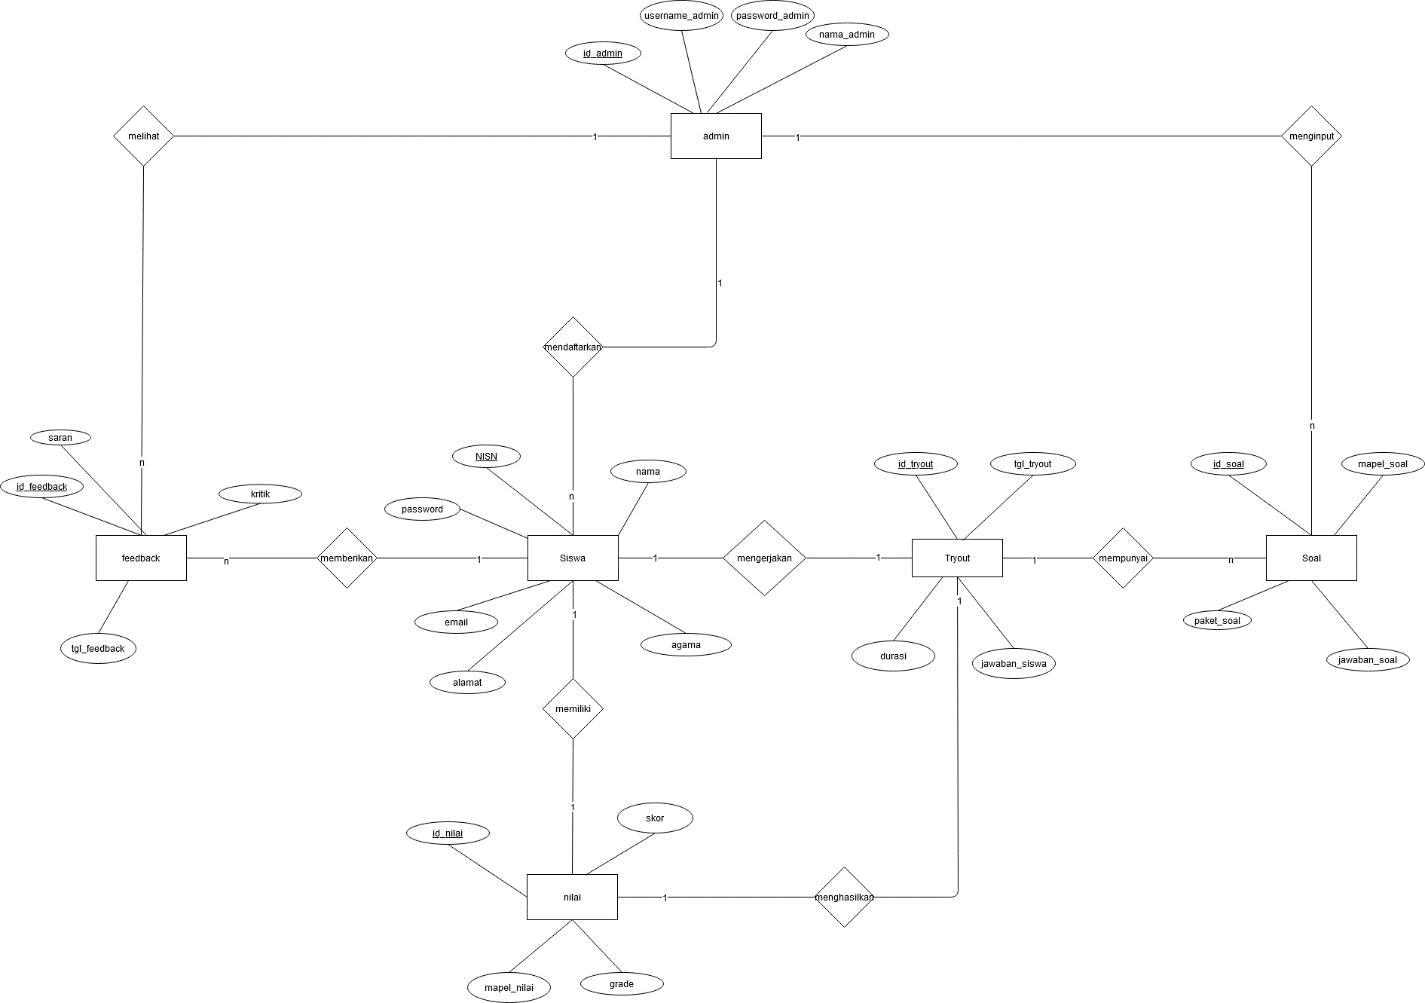 username_admin
password_admin
nama_admin
id_admin
melihat
1
admin
1
menginput
1
mendaftarkan
n
saran
n
id_feedback
kritik
NISN
nama
password
n
id_tryout
tgl_tryout
id_soal
mapel_soal
feedback
n
memberikan
1
Siswa
1
mengerjakan
1
Tryout
1
mempunyai
n
Soal
tgl_feedback
email
1
agama
alamat
1
durasi
jawaban_siswa
paket_soal
jawaban_soal
memiliki
1
id_nilai
skor
nilai
1
menghasilkan
mapel_nilai
grade